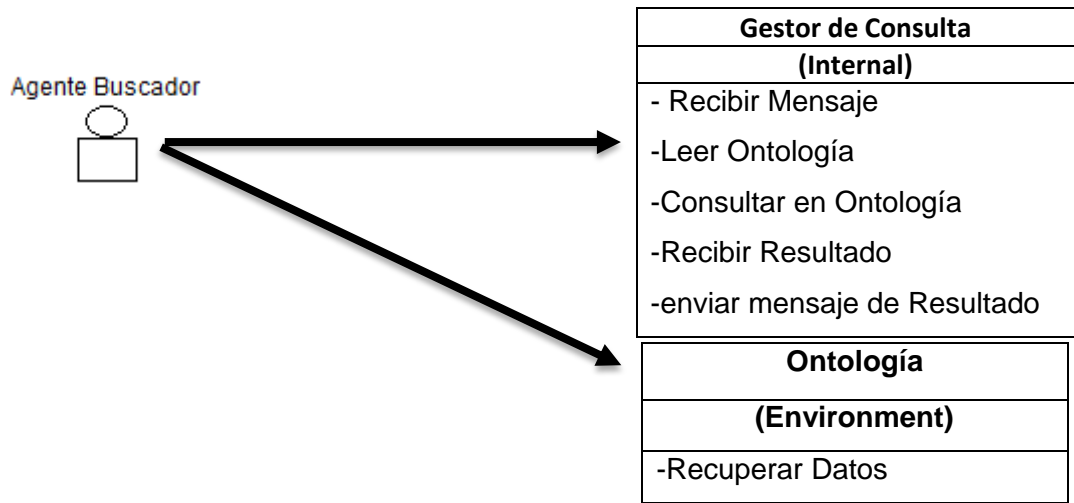 Agente Buscador
Gestor de Consulta
(Internal)
- Recibir Mensaje
-Leer Ontología
-Consultar en Ontología
-Recibir Resultado
-enviar mensaje de Resultado
Ontología
(Environment)
-Recuperar Datos